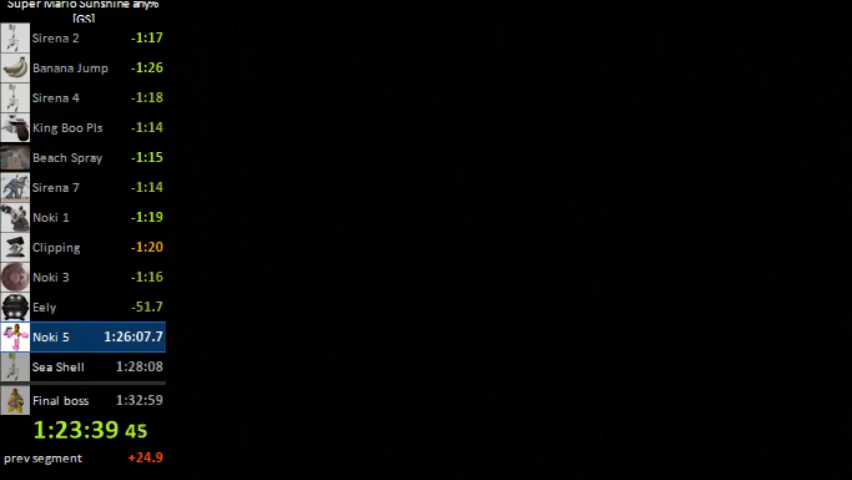 Super Mario Sunshine any%
[GS]
Sirena 2 -1:17
Banana Jump -1:26
Sirena 4 -1:18
King Boo Pls -1:14
Beach Spray -1:15
Sirena 7 -1:14
Noki 1 -1:19
Clipping -1:20
Noki 3 -1:16
Eely -51.7
Noki 5 1:26:07.7
Sea Shell 1:28:08
Final boss 1:32:59
1:23:39 45
prev segment +24.9